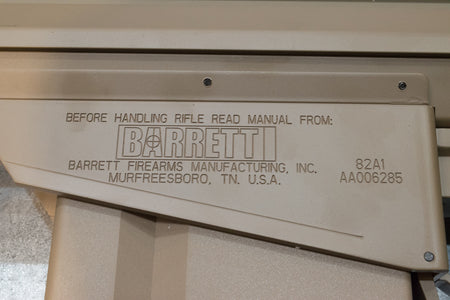 BEFORE HANDLING RIFLE READ MANUAL FROM:
BARRETT
BARRETT FIREARMS MANUFACTURING, INC.
MURFREESBORO, TN. U.S.A.
82A1
AA006285